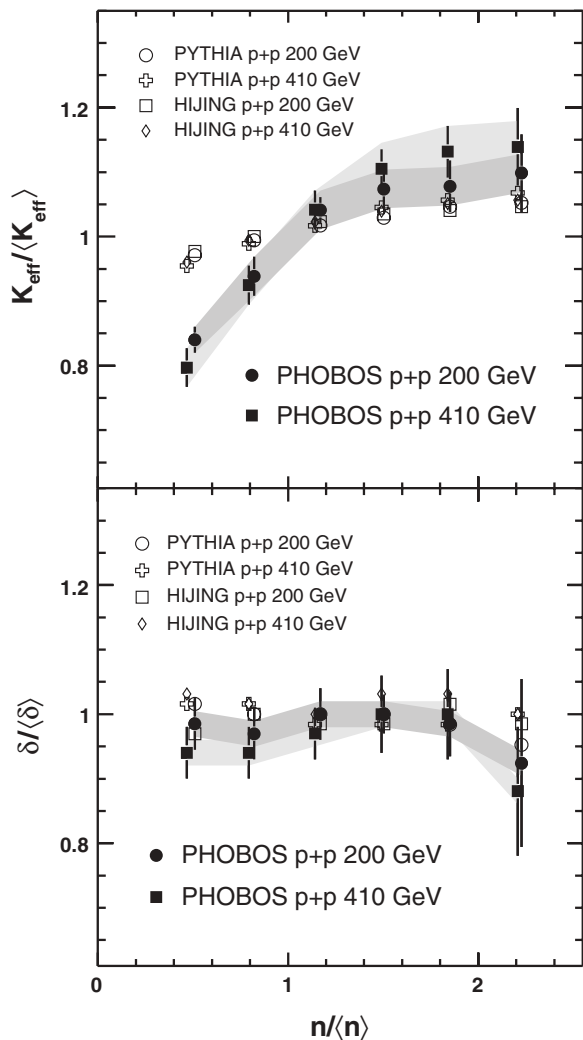 PYTHIA p+p 200 GeV
PYTHIA p+p 410 GeV
HIJING p+p 200 GeV
HIJING p+p 410 GeV
1.2
1
0.8
K_eff/⟨K_eff⟩
PHOBOS p+p 200 GeV
PHOBOS p+p 410 GeV
PYTHIA p+p 200 GeV
PYTHIA p+p 410 GeV
HIJING p+p 200 GeV
HIJING p+p 410 GeV
1.2
1
0.8
δ/⟨δ⟩
PHOBOS p+p 200 GeV
PHOBOS p+p 410 GeV
0 1 2
n/⟨n⟩